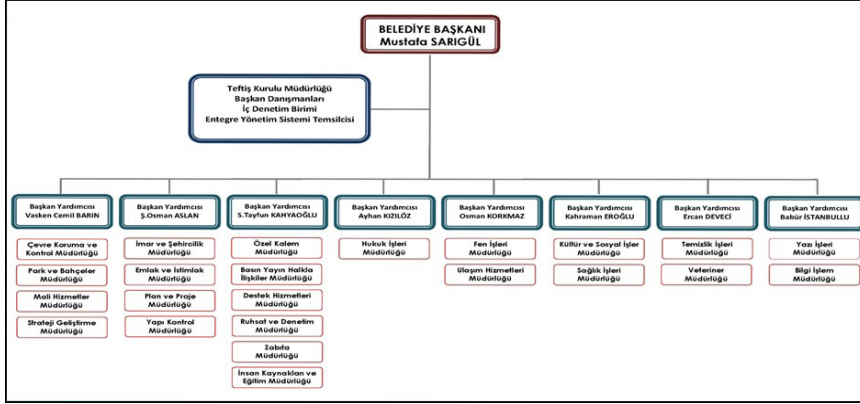 BELEDİYE BAŞKANI
Mustafa SARIGÜL
Teftiş Kurulu Müdürlüğü
Başkan Danışmanları
İç Denetim Birimi
Entegre Yönetim Sistemi Temsilcisi
Başkan Yardımcısı
Vasken Cemil BARIN
Çevre Koruma ve
Kontrol Müdürlüğü
Park ve Bahçeler
Müdürlüğü
Mali Hizmetler
Müdürlüğü
Strateji Geliştirme
Müdürlüğü
Başkan Yardımcısı
Ş.Osman ASLAN
İmar ve Şehircilik
Müdürlüğü
Emlak ve İstimlak
Müdürlüğü
Plan ve Proje
Müdürlüğü
Yapı Kontrol
Müdürlüğü
Başkan Yardımcısı
S.Tayfun KAHYAOĞLU
Özel Kalem
Müdürlüğü
Basın Yayın Halkla
İlişkiler Müdürlüğü
Destek Hizmetleri
Müdürlüğü
Ruhsat ve Denetim
Müdürlüğü
Zabıta
Müdürlüğü
İnsan Kaynakları ve
Eğitim Müdürlüğü
Başkan Yardımcısı
Ayhan KIZILÖZ
Hukuk İşleri
Müdürlüğü
Başkan Yardımcısı
Osman KORKMAZ
Fen İşleri
Müdürlüğü
Ulaşım Hizmetleri
Müdürlüğü
Başkan Yardımcısı
Kahraman EROĞLU
Kültür ve Sosyal İşler
Müdürlüğü
Sağlık İşleri
Müdürlüğü
Başkan Yardımcısı
Ercan DEVECİ
Temizlik İşleri
Müdürlüğü
Veteriner
Müdürlüğü
Başkan Yardımcısı
Babür İSTANBULLU
Yazı İşleri
Müdürlüğü
Bilgi İşlem
Müdürlüğü